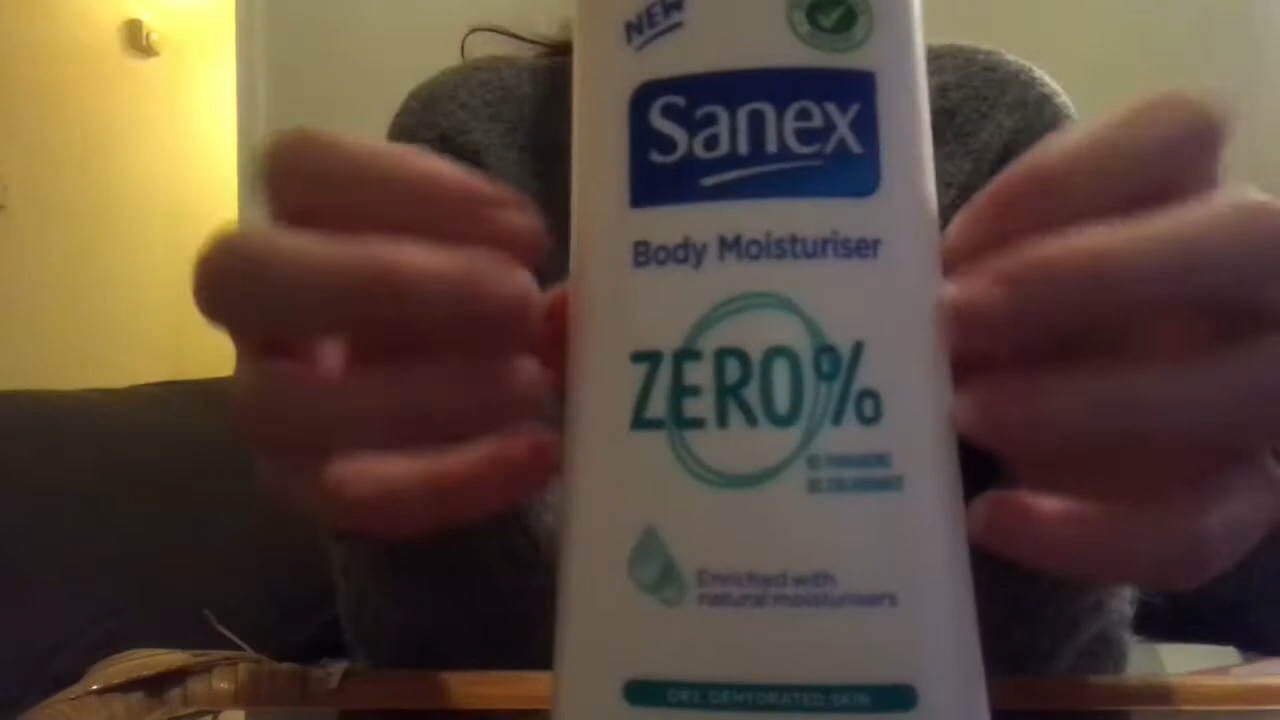 NEW
Sanex
Body Moisturiser
ZERO%
Enriched with
natural moisturisers
DRY, DEHYDRATED SKIN